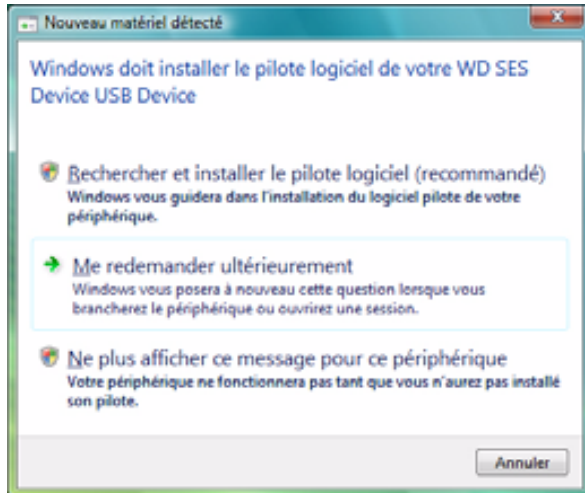 Nouveau matériel détecté
Windows doit installer le pilote logiciel de votre WD SES
Device USB Device
Rechercher et installer le pilote logiciel (recommandé)
Windows vous guidera dans l'installation du logiciel pilote de votre
périphérique.
Me redemander ultérieurement
Windows vous posera à nouveau cette question lorsque vous
brancherez le périphérique ou ouvrirez une session.
Ne plus afficher ce message pour ce périphérique
Votre périphérique ne fonctionnera pas tant que vous n'aurez pas installé
son pilote.
Annuler